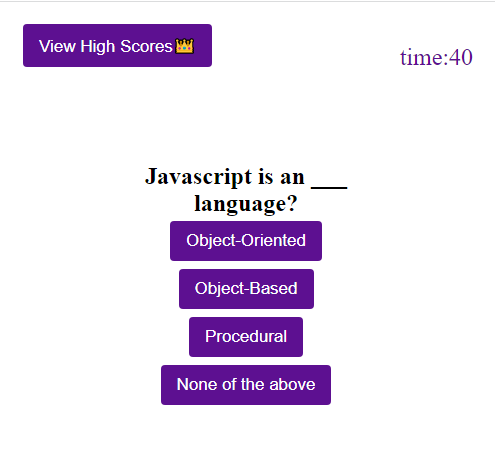 View High Scores👑
time:40
Javascript is an ___
language?
Object-Oriented
Object-Based
Procedural
None of the above